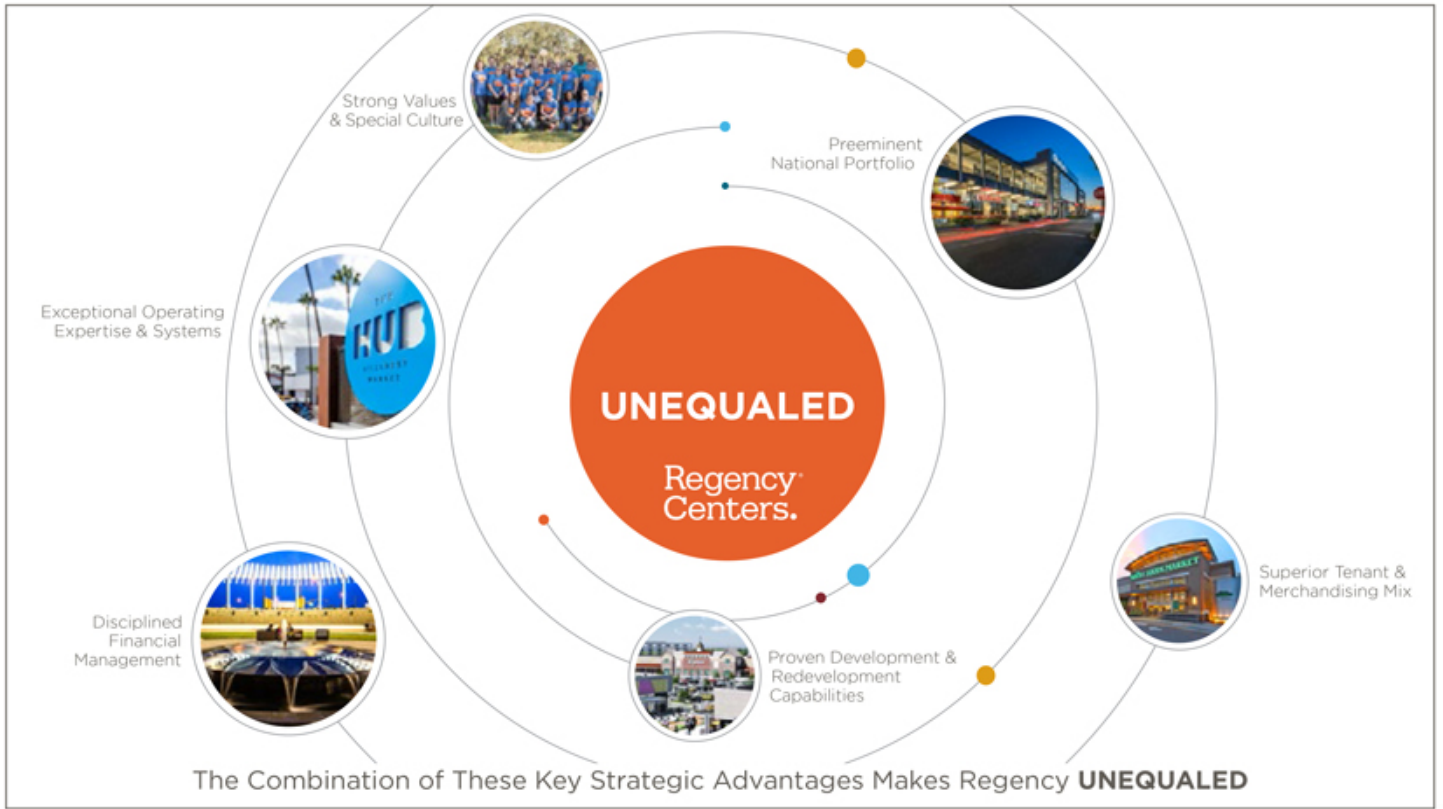 Strong Values
& Special Culture
Preeminent
National Portfolio
Exceptional Operating
Expertise & Systems
HUB
MARKET
UNEQUALED
Regency
Centers.
Disciplined
Financial
Management
Superior Tenant &
Merchandising Mix
Proven Development &
Redevelopment
Capabilities
The Combination of These Key Strategic Advantages Makes Regency UNEQUALED